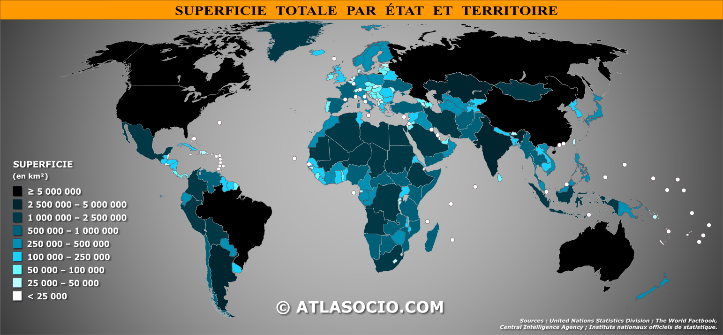 SUPERFICIE TOTALE PAR ÉTAT ET TERRITOIRE
SUPERFICIE
(en km²)
≥ 5 000 000
2 500 000 – 5 000 000
1 000 000 – 2 500 000
500 000 – 1 000 000
250 000 – 500 000
100 000 – 250 000
50 000 – 100 000
25 000 – 50 000
< 25 000
© ATLASOCIO.COM
Sources : United Nations Statistics Division ; The World Factbook,
Central Intelligence Agency ; Instituts nationaux officiels de statistique.